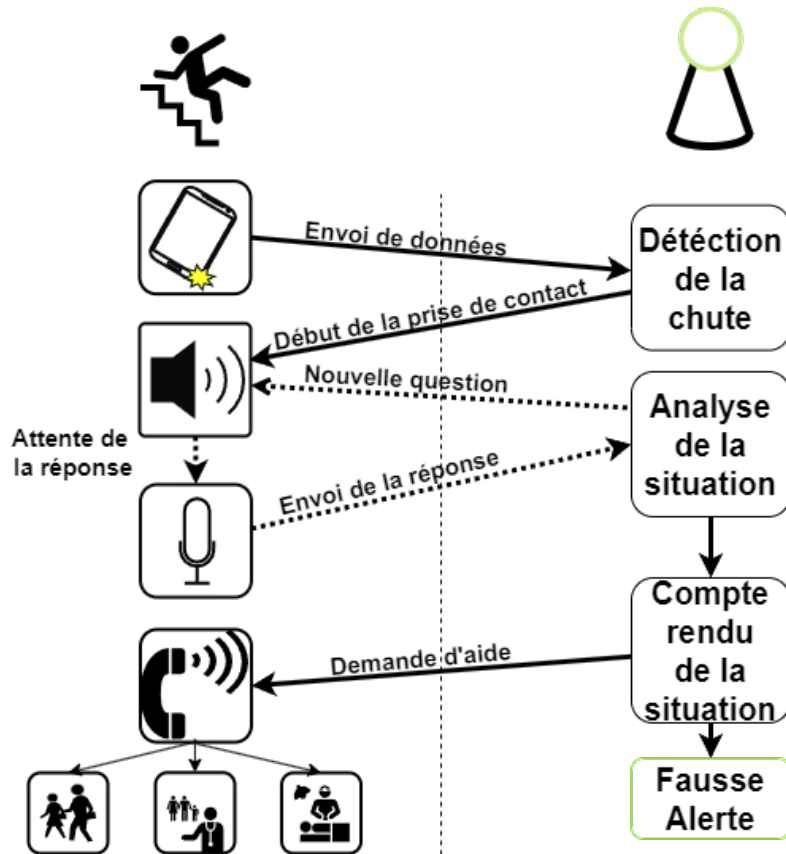 Envoi de données
Détéction
de la
chute
Début de la prise de contact
Nouvelle question
Analyse
de la
situation
Attente de
la réponse
Envoi de la réponse
Compte
rendu
de la
situation
Demande d'aide
Fausse
Alerte